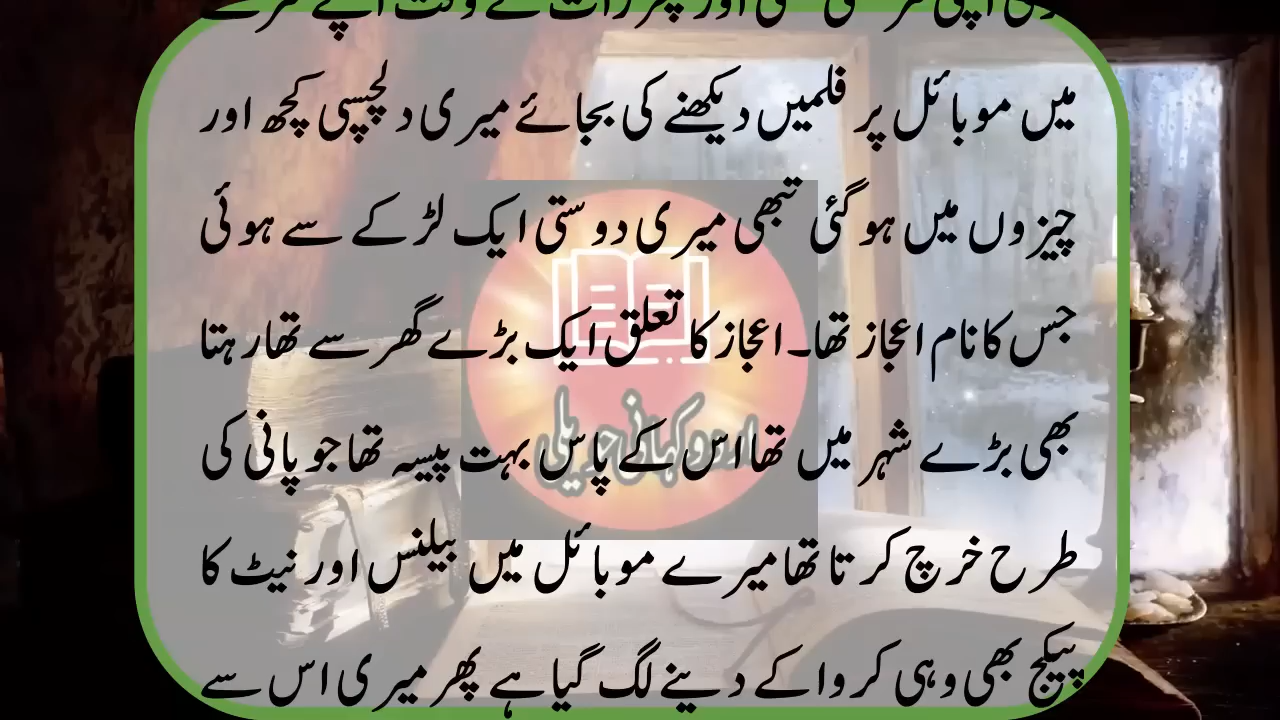 میں موبائل پر فلمیں دیکھنے کی بجائے میری دلچسپی کچھ اور
چیزوں میں ہو گئی تبھی میری دوستی ایک لڑکے سے ہوئی
جس کا نام اعجاز تھا۔ اعجاز کا تعلق ایک بڑے گھر سے تھا رہتا
بھی بڑے شہر میں تھا اس کے پاس بہت پیسہ تھا جو پانی کی
طرح خرچ کرتا تھا میرے موبائل میں بیلنس اور نیٹ کا
پیکج بھی وہی کروا کے دینے لگ گیا ہے پھر میری اس سے
اردو کہانی حویلی